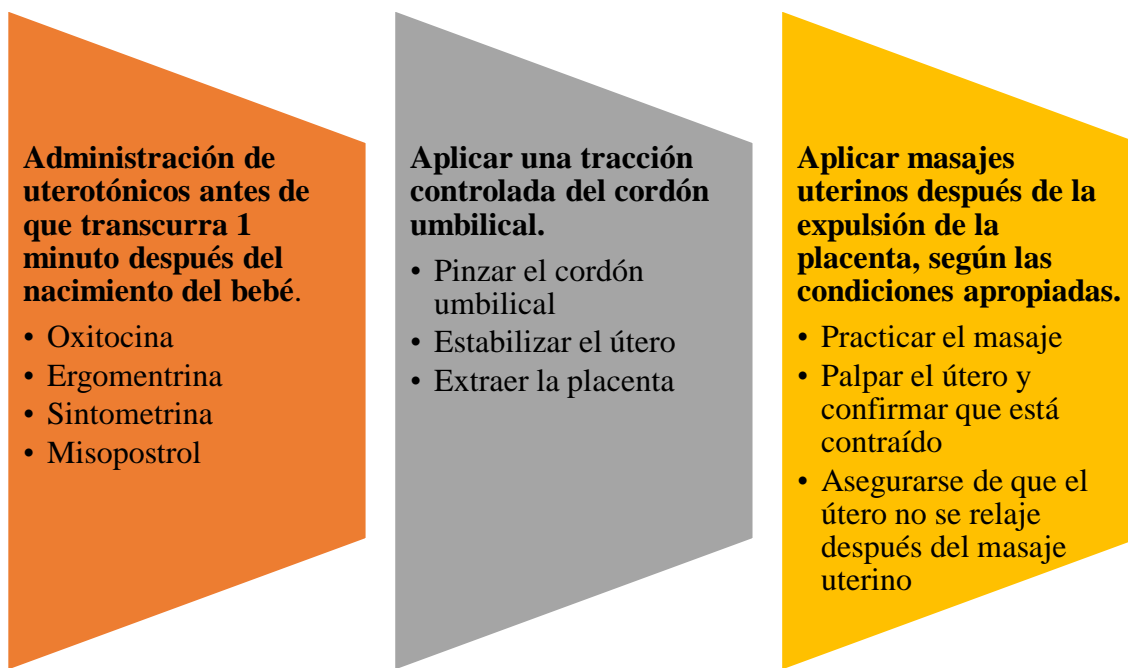 Administración de
uterotónicos antes de
que transcurra 1
minuto después del
nacimiento del bebé.
• Oxitocina
• Ergomentrina
• Sintometrina
• Misopostrol
Aplicar una tracción
controlada del cordón
umbilical.
• Pinzar el cordón
umbilical
• Estabilizar el útero
• Extraer la placenta
Aplicar masajes
uterinos después de la
expulsión de la
placenta, según las
condiciones apropiadas.
• Practicar el masaje
• Palpar el útero y
confirmar que está
contraído
• Asegurarse de que el
útero no se relaje
después del masaje
uterino